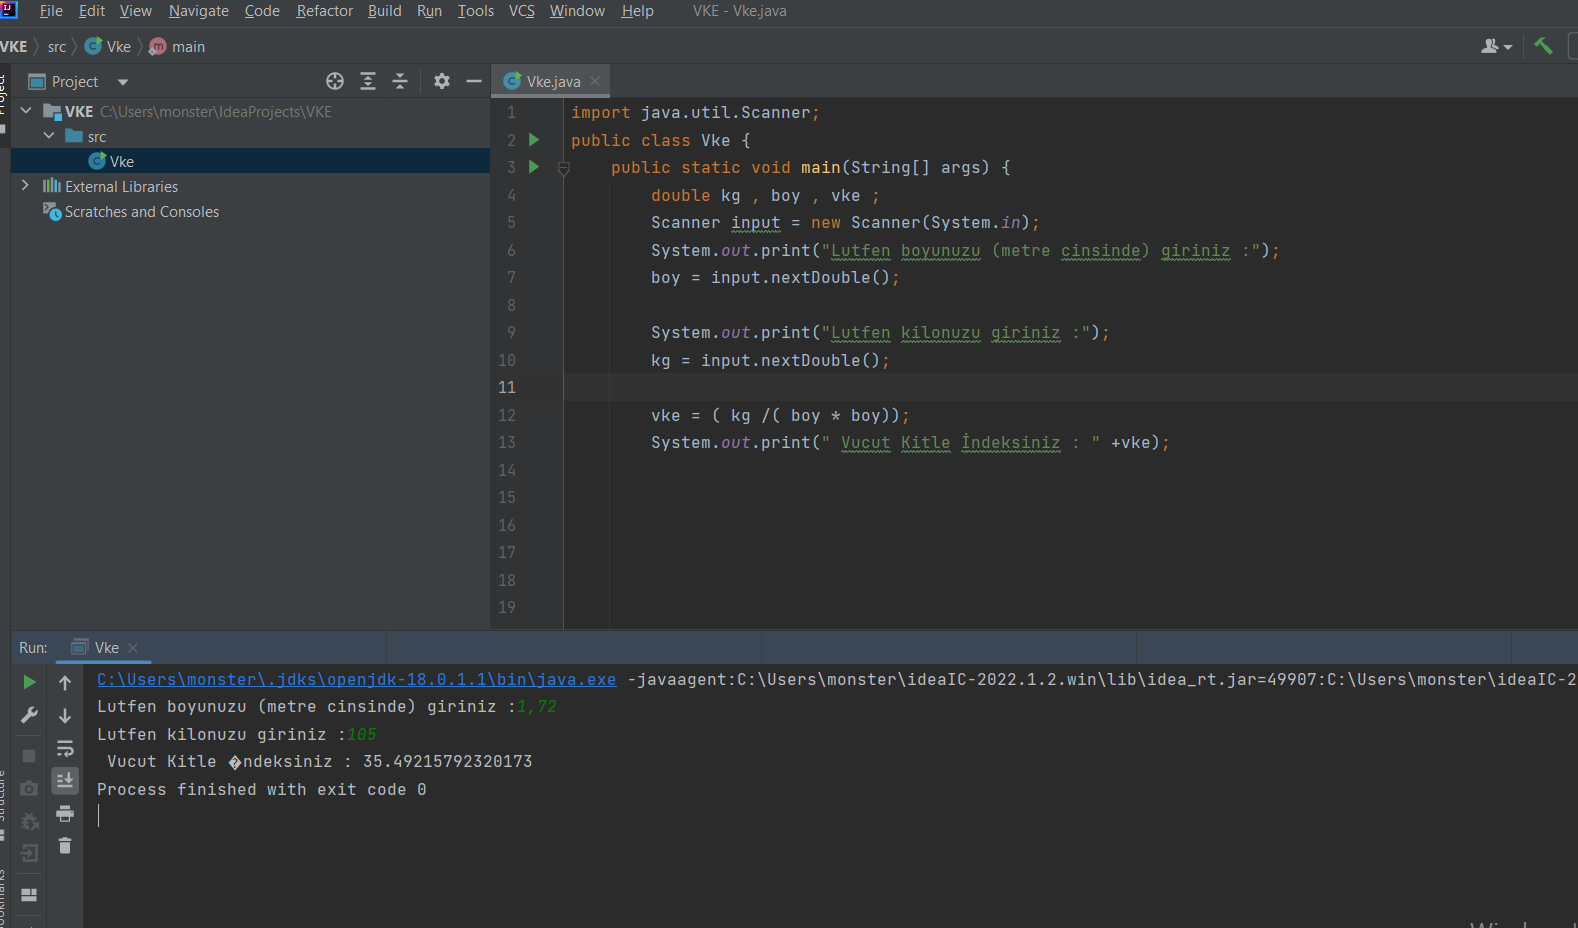 File Edit View Navigate Code Refactor Build Run Tools VCS Window Help VKE - Vke.java
VKE src Vke main
Project
Vke.java
Project
VKE C:\Users\monster\IdeaProjects\VKE
src
Vke
External Libraries
Scratches and Consoles
1 import java.util.Scanner;
2 public class Vke {
3 public static void main(String[] args) {
4 double kg , boy , vke ;
5 Scanner input = new Scanner(System.in);
6 System.out.print("Lutfen boyunuzu (metre cinsinde) giriniz :");
7 boy = input.nextDouble();
8
9 System.out.print("Lutfen kilonuzu giriniz :");
10 kg = input.nextDouble();
11
12 vke = ( kg /( boy * boy));
13 System.out.print(" Vucut Kitle İndeksiniz : " +vke);
14
15
16
17
18
19
Run: Vke
C:\Users\monster\.jdks\openjdk-18.0.1.1\bin\java.exe -javaagent:C:\Users\monster\ideaIC-2022.1.2.win\lib\idea_rt.jar=49907:C:\Users\monster\ideaIC-2
Lutfen boyunuzu (metre cinsinde) giriniz :1,72
Lutfen kilonuzu giriniz :105
Vucut Kitle �ndeksiniz : 35.49215792320173
Process finished with exit code 0
Structure